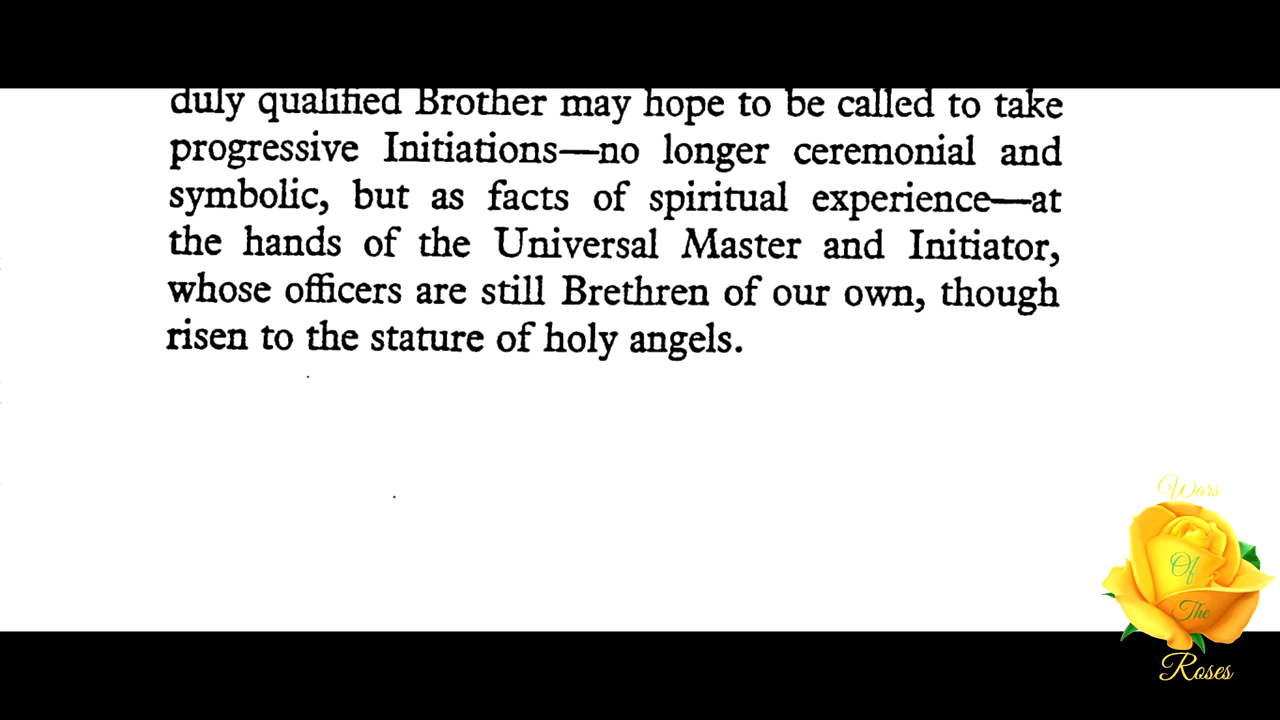 duly qualified Brother may hope to be called to take
progressive Initiations—no longer ceremonial and
symbolic, but as facts of spiritual experience—at
the hands of the Universal Master and Initiator,
whose officers are still Brethren of our own, though
risen to the stature of holy angels.
Wars
Of
The
Roses